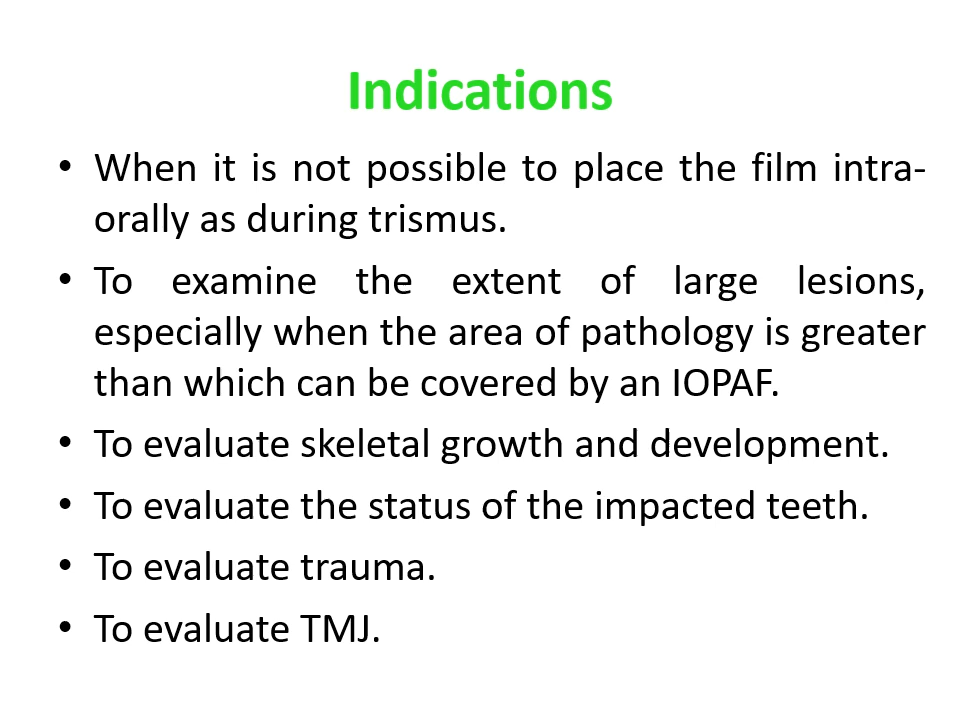 Indications
• When it is not possible to place the film intra-
orally as during trismus.
• To examine the extent of large lesions,
especially when the area of pathology is greater
than which can be covered by an IOPAF.
• To evaluate skeletal growth and development.
• To evaluate the status of the impacted teeth.
• To evaluate trauma.
• To evaluate TMJ.